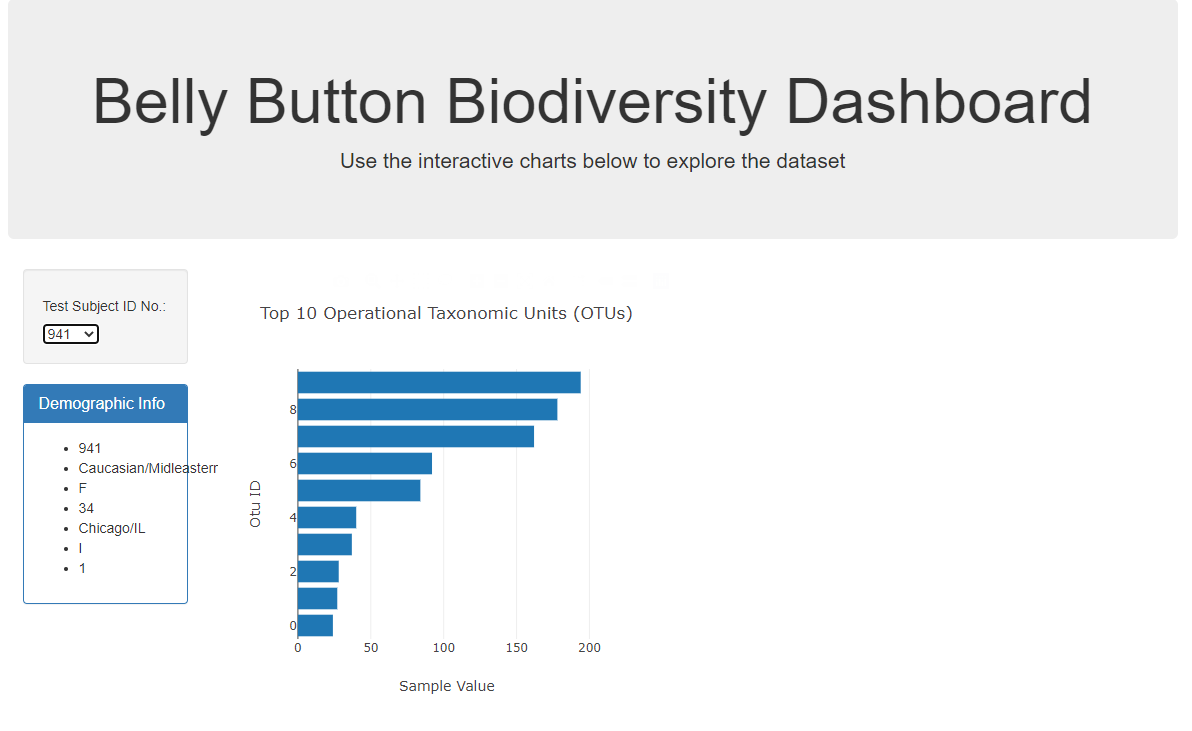 Belly Button Biodiversity Dashboard
Use the interactive charts below to explore the dataset
Test Subject ID No.:
941
Demographic Info
941
Caucasian/Midleasterr
F
34
Chicago/IL
I
1
Top 10 Operational Taxonomic Units (OTUs)
8
6
4
2
0
Otu ID
0 50 100 150 200
Sample Value